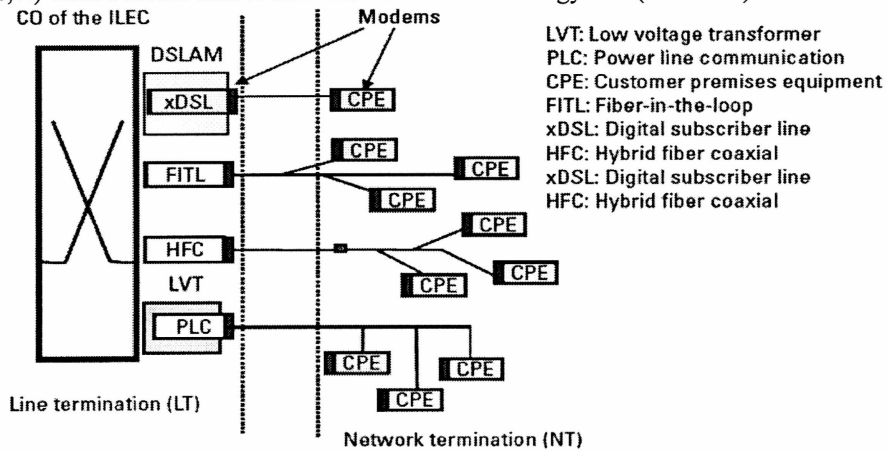 CO of the ILEC
Modems
DSLAM
xDSL
CPE
CPE
FITL
CPE
CPE
CPE
HFC
CPE
CPE
LVT
PLC
CPE
CPE
CPE
Line termination (LT)
Network termination (NT)
LVT: Low voltage transformer
PLC: Power line communication
CPE: Customer premises equipment
FITL: Fiber-in-the-loop
xDSL: Digital subscriber line
HFC: Hybrid fiber coaxial
xDSL: Digital subscriber line
HFC: Hybrid fiber coaxial